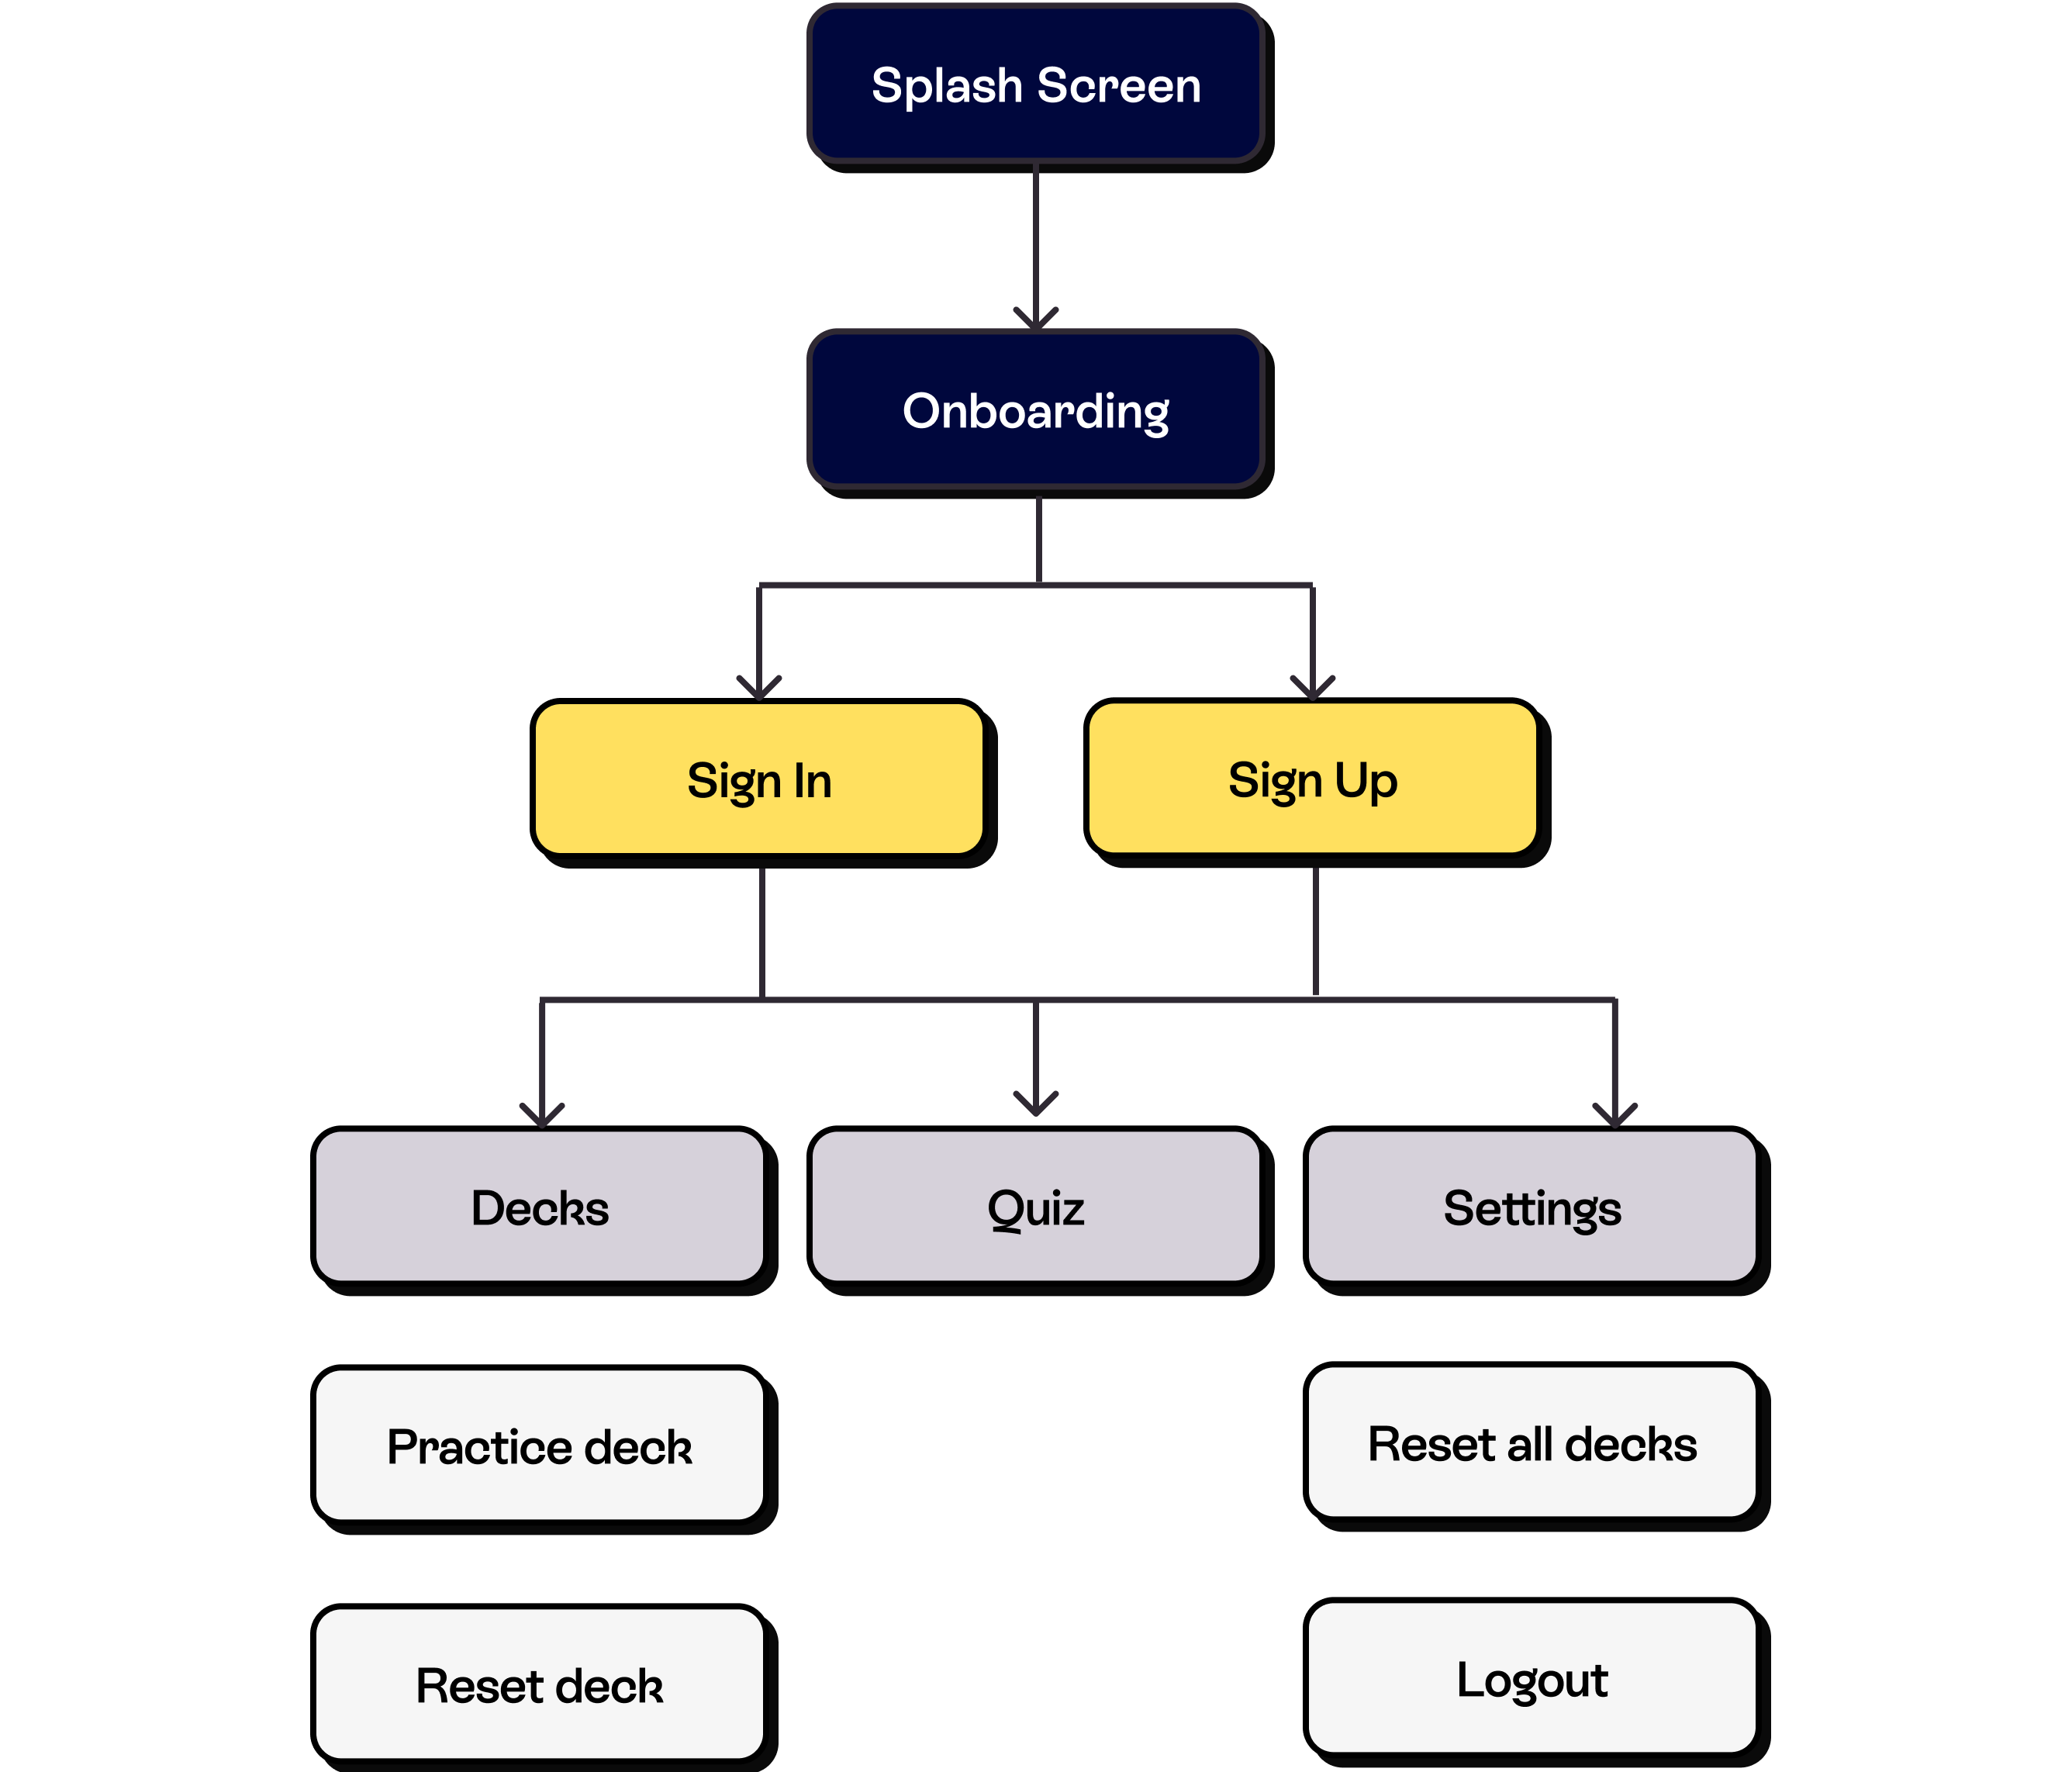 Splash Screen
Onboarding
Sign In
Sign Up
Decks
Quiz
Settings
Practice deck
Reset all decks
Reset deck
Logout